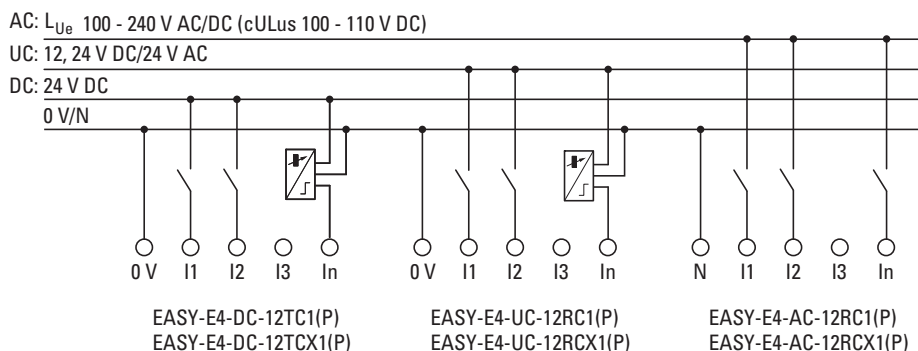 AC: LUe 100 - 240 V AC/DC (cULus 100 - 110 V DC)
UC: 12, 24 V DC/24 V AC
DC: 24 V DC
0 V/N
0 V I1 I2 I3 In 0 V I1 I2 I3 In N I1 I2 I3 In
EASY-E4-DC-12TC1(P) EASY-E4-UC-12RC1(P) EASY-E4-AC-12RC1(P)
EASY-E4-DC-12TCX1(P) EASY-E4-UC-12RCX1(P) EASY-E4-AC-12RCX1(P)